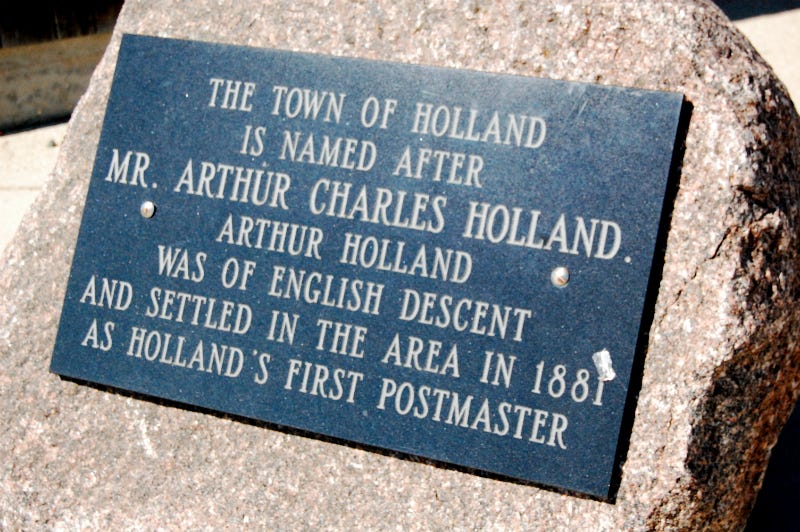 THE TOWN OF HOLLAND
IS NAMED AFTER
MR. ARTHUR CHARLES HOLLAND.
ARTHUR HOLLAND
WAS OF ENGLISH DESCENT
AND SETTLED IN THE AREA IN 1881
AS HOLLAND'S FIRST POSTMASTER